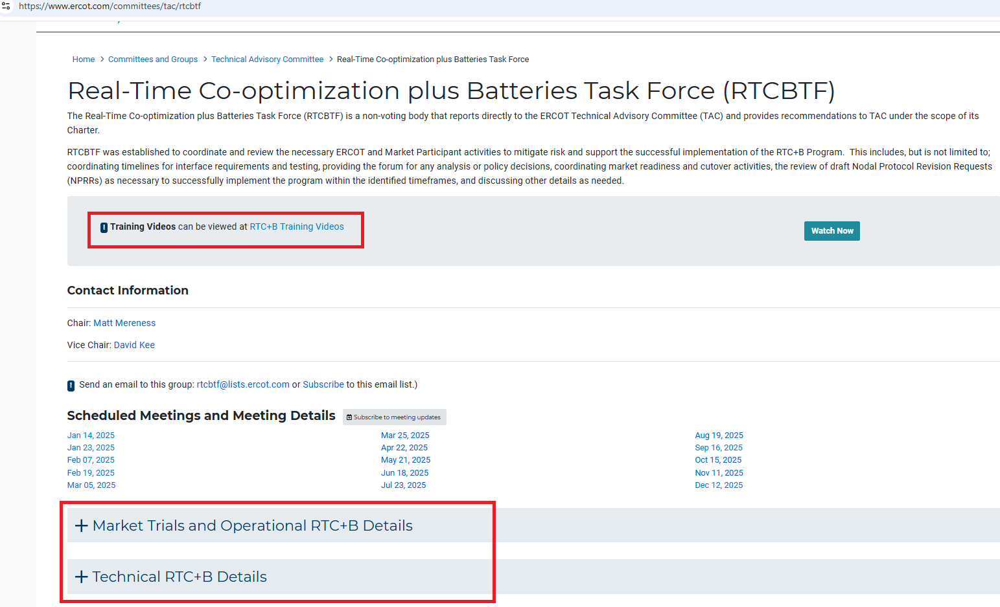 https://www.ercot.com/committees/tac/rtcbtf
Home > Committees and Groups > Technical Advisory Committee > Real-Time Co-optimization plus Batteries Task Force
Real-Time Co-optimization plus Batteries Task Force (RTCBTF)
The Real-Time Co-optimization plus Batteries Task Force (RTCBTF) is a non-voting body that reports directly to the ERCOT Technical Advisory Committee (TAC) and provides recommendations to TAC under the scope of its
Charter.
RTCBTF was established to coordinate and review the necessary ERCOT and Market Participant activities to mitigate risk and support the successful implementation of the RTC+B Program.  This includes, but is not limited to;
coordinating timelines for interface requirements and testing, providing the forum for any analysis or policy decisions, coordinating market readiness and cutover activities, the review of draft Nodal Protocol Revision Requests
(NPRRs) as necessary to successfully implement the program within the identified timeframes, and discussing other details as needed.
! Training Videos can be viewed at RTC+B Training Videos
Watch Now
Contact Information
Chair: Matt Mereness
Vice Chair: David Kee
! Send an email to this group: rtcbtf@lists.ercot.com or Subscribe to this email list.)
Scheduled Meetings and Meeting Details
Subscribe to meeting updates
Jan 14, 2025
Jan 23, 2025
Feb 07, 2025
Feb 19, 2025
Mar 05, 2025
Mar 25, 2025
Apr 22, 2025
May 21, 2025
Jun 18, 2025
Jul 23, 2025
Aug 19, 2025
Sep 16, 2025
Oct 15, 2025
Nov 11, 2025
Dec 12, 2025
+ Market Trials and Operational RTC+B Details
+ Technical RTC+B Details